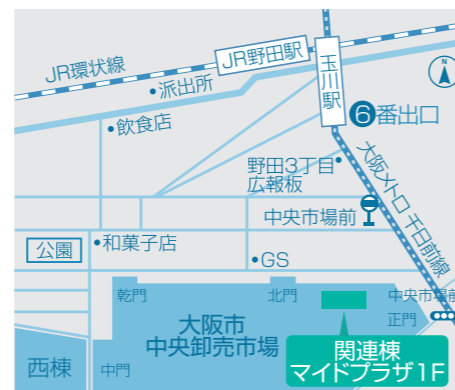 JR環状線
JR野田駅
玉川駅
N
•派出所
•飲食店
❻番出口
野田3丁目•
広報板
大阪メトロ 千日前線
中央市場前
公園
•和菓子店
•GS
乾門
北門
中央市場前
正門
大阪市
中央卸売市場
関連棟
マイドプラザ1F
西棟
中門